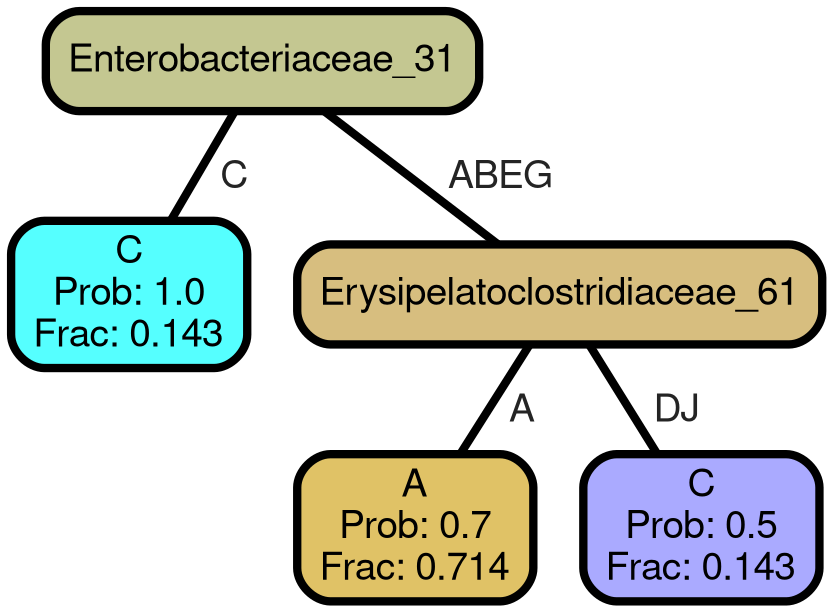 Enterobacteriaceae_31
C
ABEG
C
Prob: 1.0
Frac: 0.143
Erysipelatoclostridiaceae_61
A
DJ
A
Prob: 0.7
Frac: 0.714
C
Prob: 0.5
Frac: 0.143